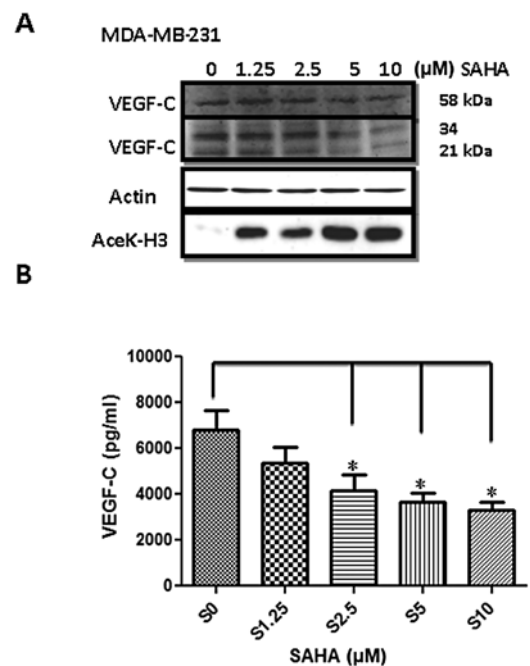 A
MDA-MB-231
0 1.25 2.5 5 10 (μM) SAHA
VEGF-C 58 kDa
34
VEGF-C 21 kDa
Actin
AceK-H3
B
10000
8000
6000
4000
2000
0
VEGF-C (pg/ml)
* * *
S0 S1.25 S2.5 S5 S10
SAHA (μM)